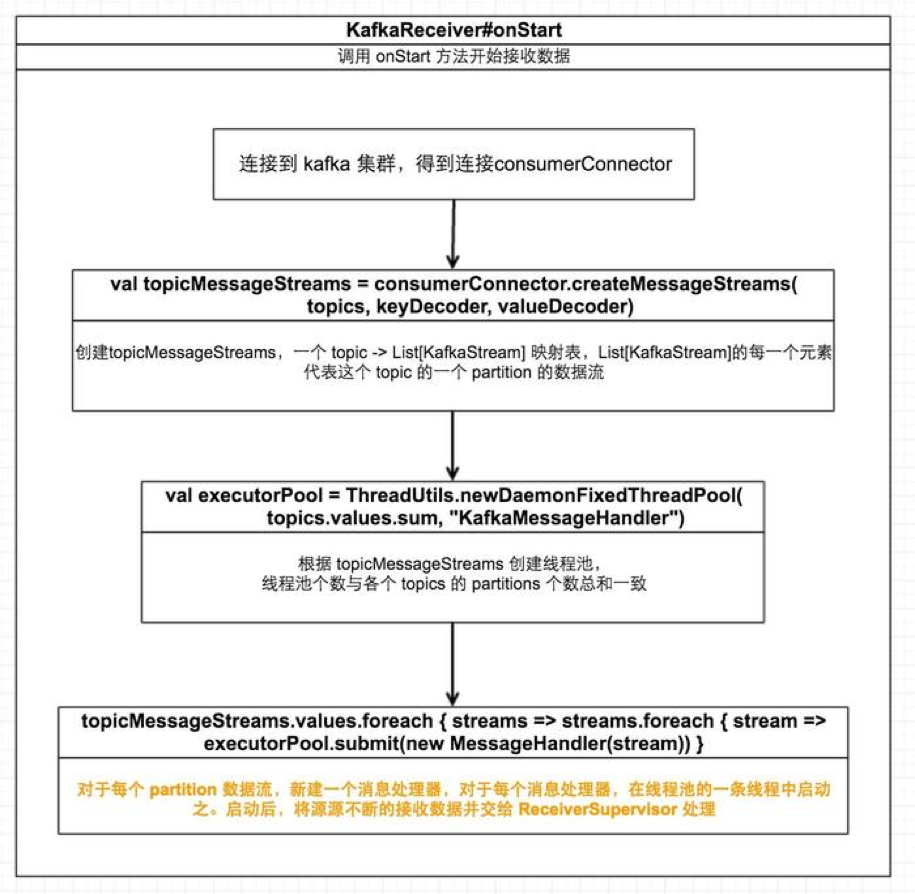 KafkaReceiver#onStart
调用 onStart 方法开始接收数据
连接到 kafka 集群，得到连接consumerConnector
val topicMessageStreams = consumerConnector.createMessageStreams(
topics, keyDecoder, valueDecoder)
创建topicMessageStreams，一个 topic -> List[KafkaStream] 映射表，List[KafkaStream]的每一个元素
代表这个 topic 的一个 partition 的数据流
val executorPool = ThreadUtils.newDaemonFixedThreadPool(
topics.values.sum, "KafkaMessageHandler")
根据 topicMessageStreams 创建线程池，
线程池个数与各个 topics 的 partitions 个数总和一致
topicMessageStreams.values.foreach { streams => streams.foreach { stream =>
executorPool.submit(new MessageHandler(stream)) }
对于每个 partition 数据流，新建一个消息处理器，对于每个消息处理器，在线程池的一条线程中启动
之。启动后，将源源不断的接收数据并交给 ReceiverSupervisor 处理